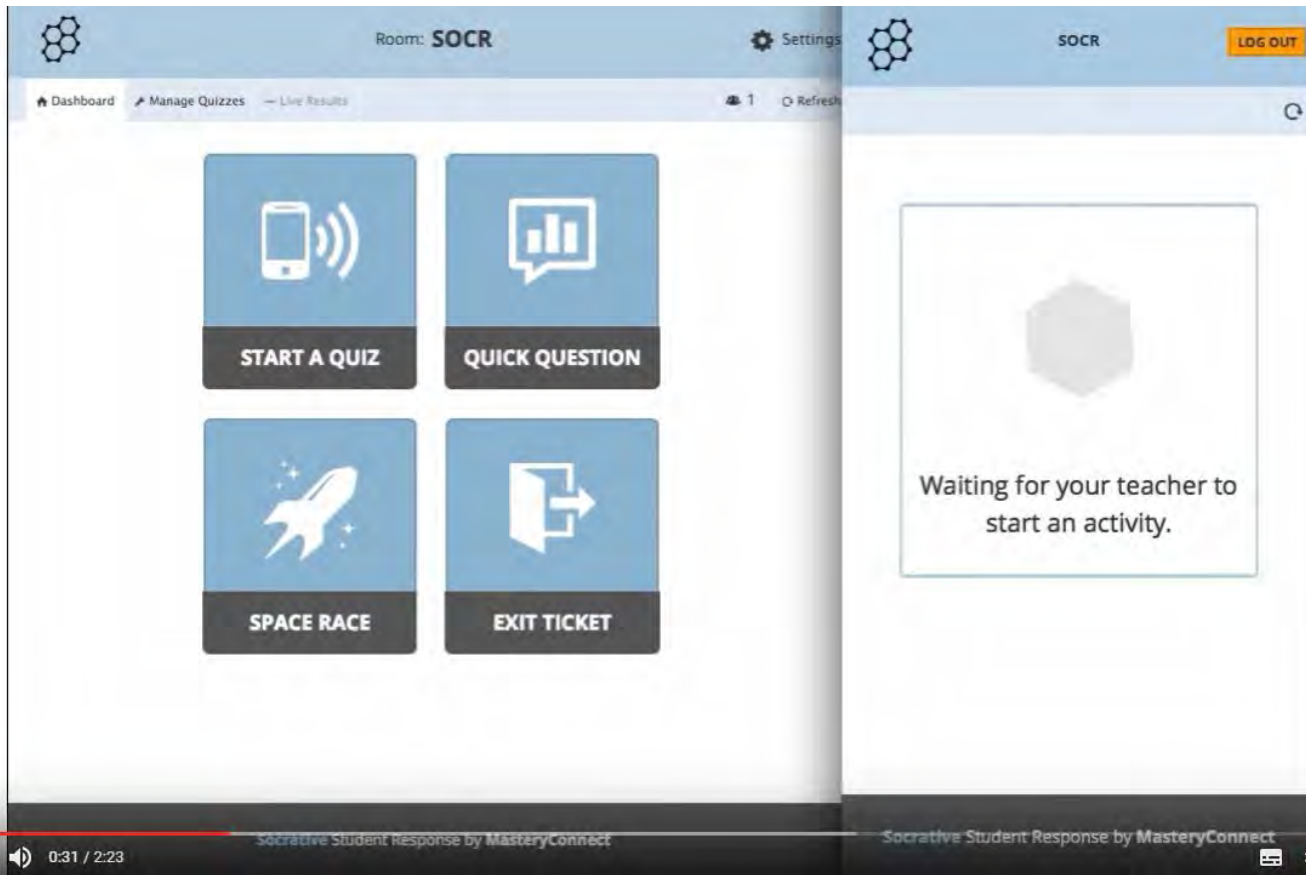 Room: SOCR
Settings
Dashboard
Manage Quizzes
Live Results
1
Refresh
START A QUIZ
QUICK QUESTION
SPACE RACE
EXIT TICKET
Socrative Student Response by MasteryConnect
0:31 / 2:23
SOCR
LOG OUT
Waiting for your teacher to
start an activity.
Socrative Student Response by MasteryConnect